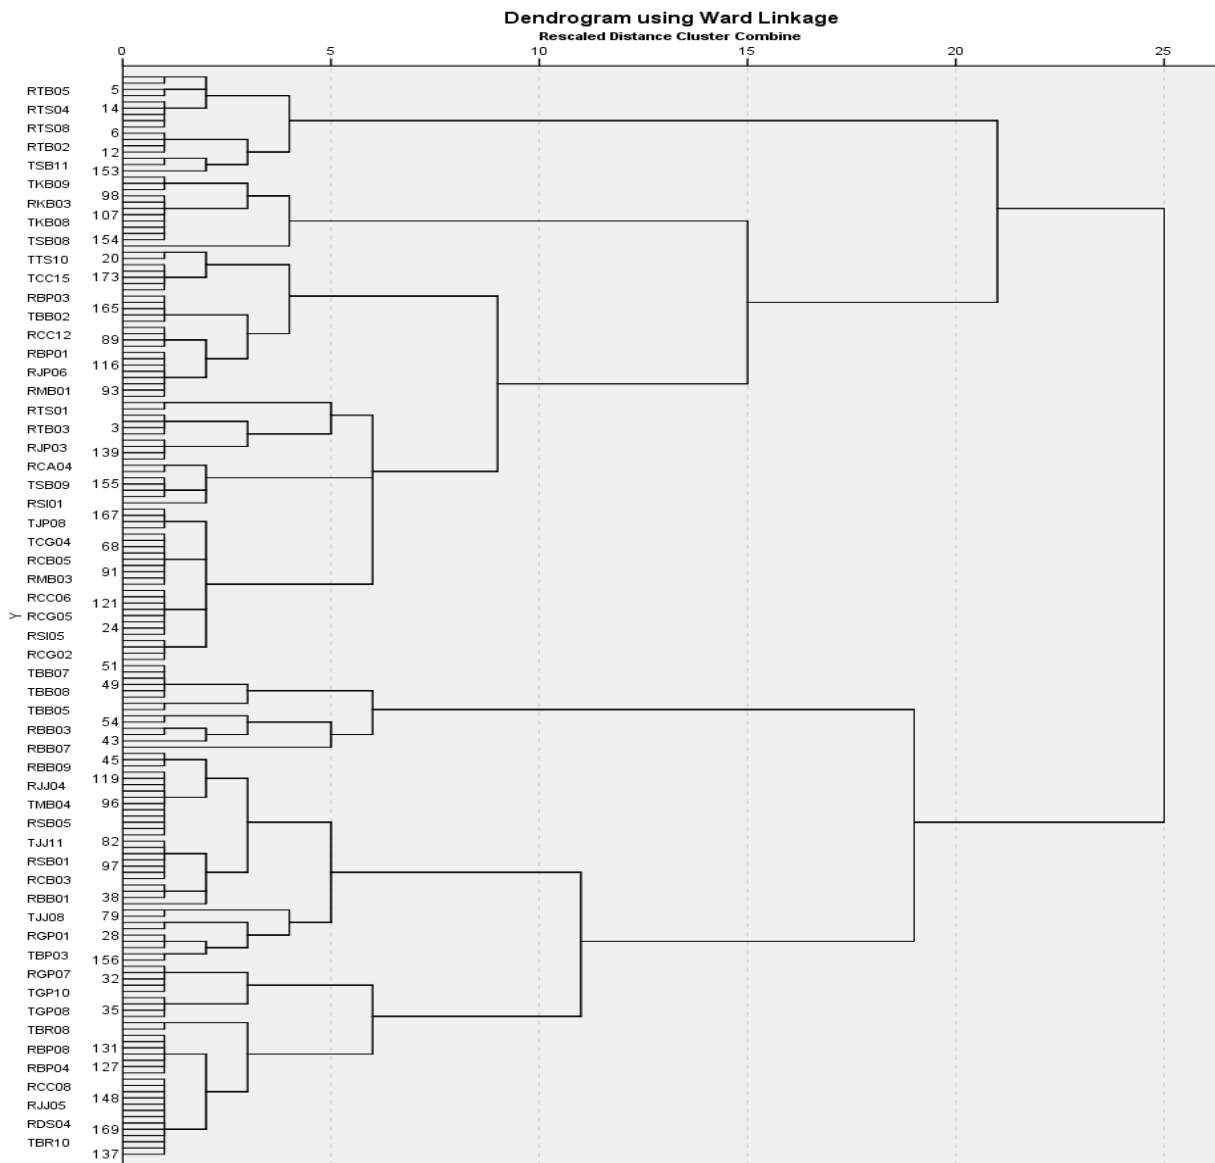 Dendrogram using Ward Linkage
Rescaled Distance Cluster Combine
0 5 10 15 20 25
RTB05 5
RTS04 14
RTS08
6
RTB02
12
TSB11
153
TKB09
98
RKB03
107
TKB08
154
TSB08
TTS10 20
TCC15 173
RBP03
165
TBB02
RCC12
89
RBP01
116
RJP06
RMB01 93
RTS01
RTB03 3
RJP03
139
RCA04
TSB09 155
RSI01
167
TJP08
TCG04
68
RCB05
91
RMB03
RCC06
121
Y RCG05
24
RSI05
RCG02
51
TBB07
49
TBB08
TBB05
54
RBB03
43
RBB07
45
RBB09
119
RJJ04
TMB04 96
RSB05
TJJ11 82
RSB01
97
RCB03
RBB01 38
TJJ08 79
RGP01 28
TBP03
156
RGP07
32
TGP10
TGP08 35
TBR08
RBP08 131
RBP04 127
RCC08
148
RJJ05
RDS04
169
TBR10
137